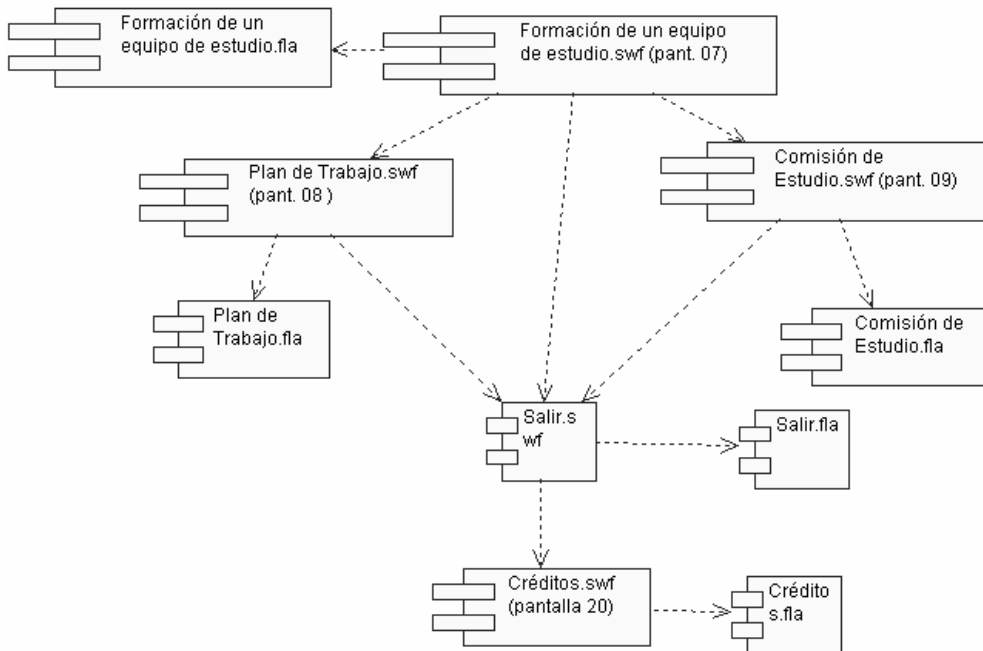 Formación de un
equipo de estudio.fla
Formación de un equipo
de estudio.swf (pant. 07)
Plan de Trabajo.swf
(pant. 08 )
Comisión de
Estudio.swf (pant. 09)
Plan de
Trabajo.fla
Comisión de
Estudio.fla
Salir.s
wf
Salir.fla
Créditos.swf
(pantalla 20)
Crédito
s.fla